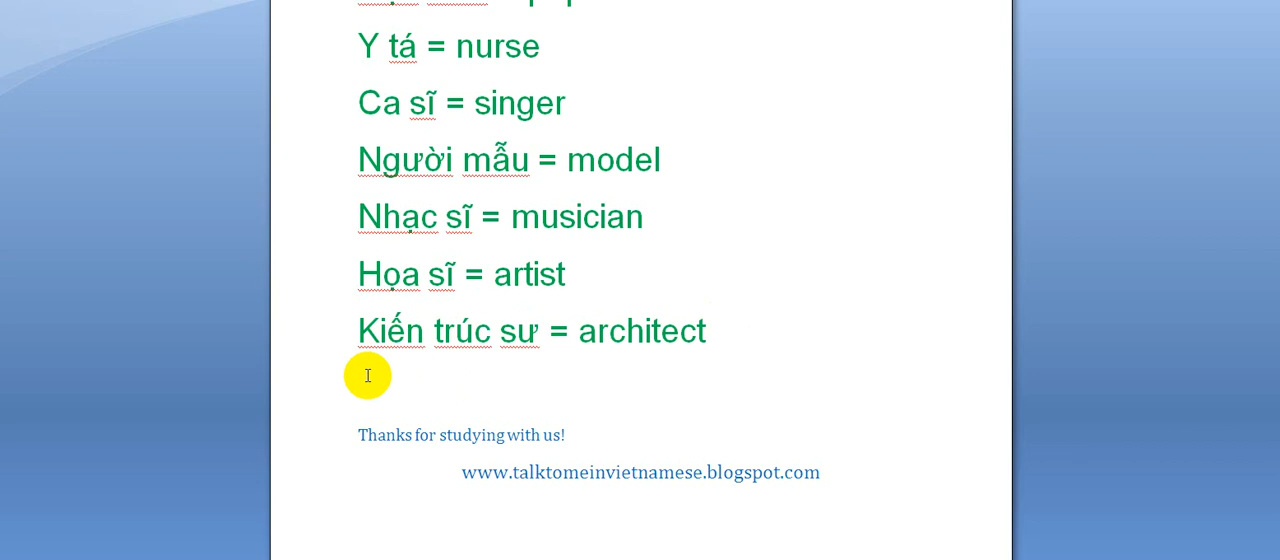 Y tá = nurse
Ca sĩ = singer
Người mẫu = model
Nhạc sĩ = musician
Họa sĩ = artist
Kiến trúc sư = architect
Thanks for studying with us!
www.talktomeinvietnamese.blogspot.com